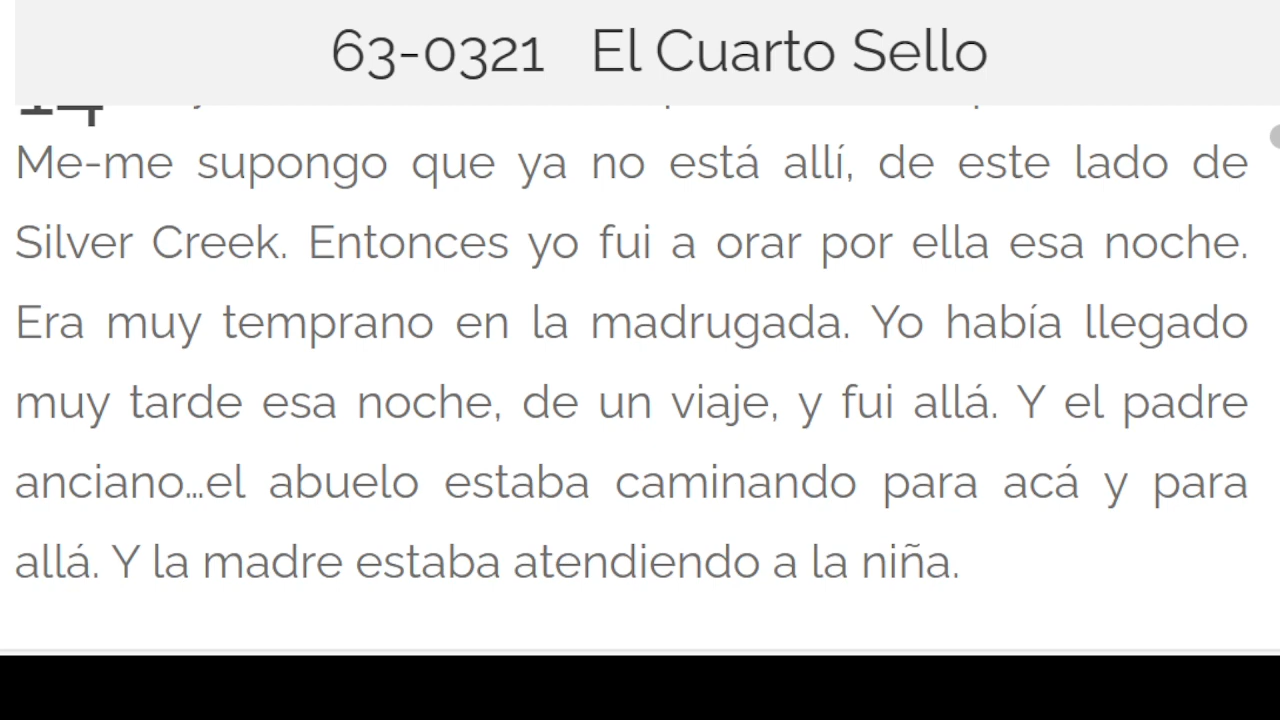 63-0321 El Cuarto Sello
14
Me-me supongo que ya no está allí, de este lado de
Silver Creek. Entonces yo fui a orar por ella esa noche.
Era muy temprano en la madrugada. Yo había llegado
muy tarde esa noche, de un viaje, y fui allá. Y el padre
anciano...el abuelo estaba caminando para acá y para
allá. Y la madre estaba atendiendo a la niña.